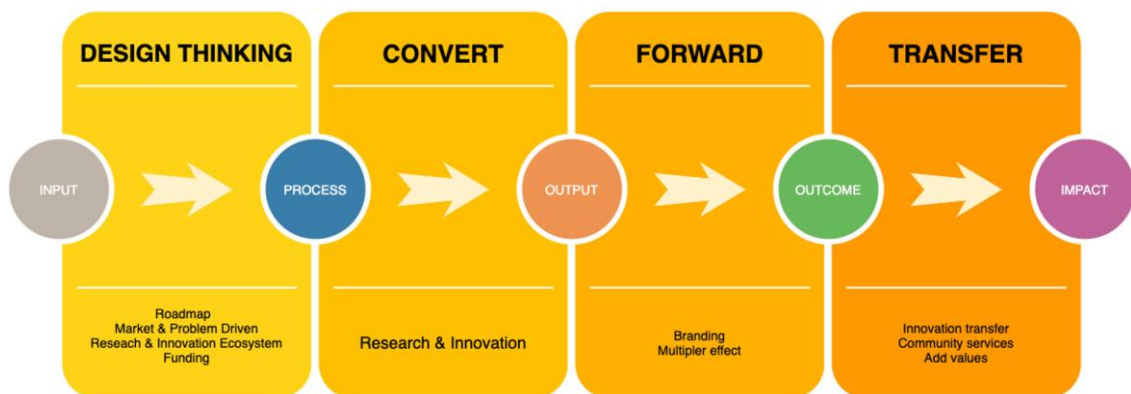 DESIGN THINKING
CONVERT
FORWARD
TRANSFER
INPUT
PROCESS
OUTPUT
OUTCOME
IMPACT
Roadmap
Market & Problem Driven
Reseach & Innovation Ecosystem
Funding
Research & Innovation
Branding
Multipler effect
Innovation transfer
Community services
Add values